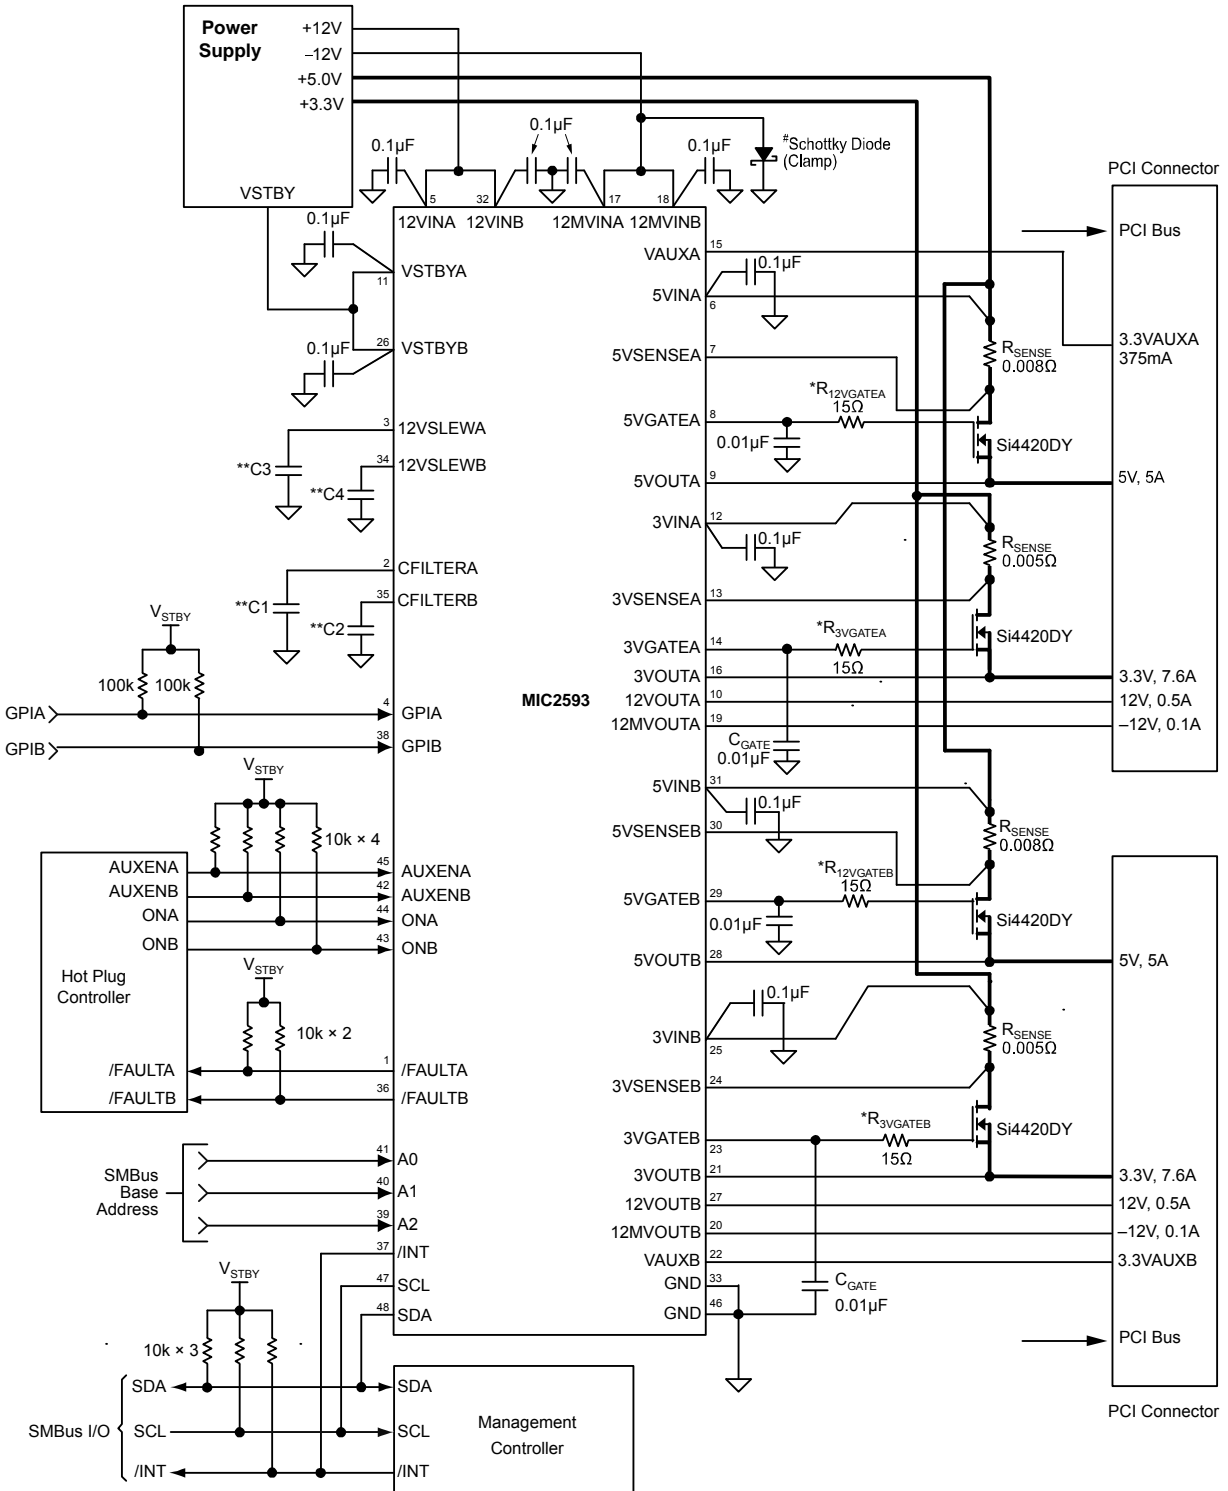 Power
Supply
+12V
–12V
+5.0V
+3.3V
VSTBY
0.1µF
0.1µF
0.1µF
#Schottky Diode
(Clamp)
PCI Connector
5
32
17
18
12VINA
12VINB
12MVINA
12MVINB
0.1µF
VSTBYA
11
26
VSTBYB
0.1µF
3
12VSLEWA
**C3
34
12VSLEWB
**C4
2
CFILTERA
**C1
35
CFILTERB
**C2
VSTBY
100k
100k
GPIA
4
GPIA
GPIB
38
GPIB
VSTBY
10k × 4
AUXENA
45
AUXENA
AUXENB
42
AUXENB
ONA
44
ONA
ONB
43
ONB
Hot Plug
Controller
VSTBY
10k × 2
/FAULTA
1
/FAULTA
/FAULTB
36
/FAULTB
SMBus
Base
Address
41
A0
40
A1
39
A2
37
/INT
47
SCL
48
SDA
VSTBY
10k × 3
SMBus I/O
SDA
SCL
/INT
SDA
SCL
/INT
Management
Controller
MIC2593
VAUXA
15
0.1µF
5VINA
6
5VSENSEA
7
RSENSE
0.008Ω
*R12VGATEA
15Ω
5VGATEA
8
0.01µF
Si4420DY
5VOUTA
9
3VINA
12
0.1µF
RSENSE
0.005Ω
3VSENSEA
13
*R3VGATEA
15Ω
3VGATEA
14
Si4420DY
3VOUTA
16
12VOUTA
10
12MVOUTA
19
CGATE
0.01µF
5VINB
31
0.1µF
5VSENSEB
30
RSENSE
0.008Ω
*R12VGATEB
15Ω
5VGATEB
29
0.01µF
Si4420DY
5VOUTB
28
0.1µF
3VINB
25
RSENSE
0.005Ω
3VSENSEB
24
*R3VGATEB
15Ω
3VGATEB
23
Si4420DY
3VOUTB
21
12VOUTB
27
12MVOUTB
20
VAUXB
22
GND
33
GND
46
CGATE
0.01µF
PCI Bus
3.3VAUXA
375mA
5V, 5A
3.3V, 7.6A
12V, 0.5A
–12V, 0.1A
5V, 5A
3.3V, 7.6A
12V, 0.5A
–12V, 0.1A
3.3VAUXB
PCI Bus
PCI Connector